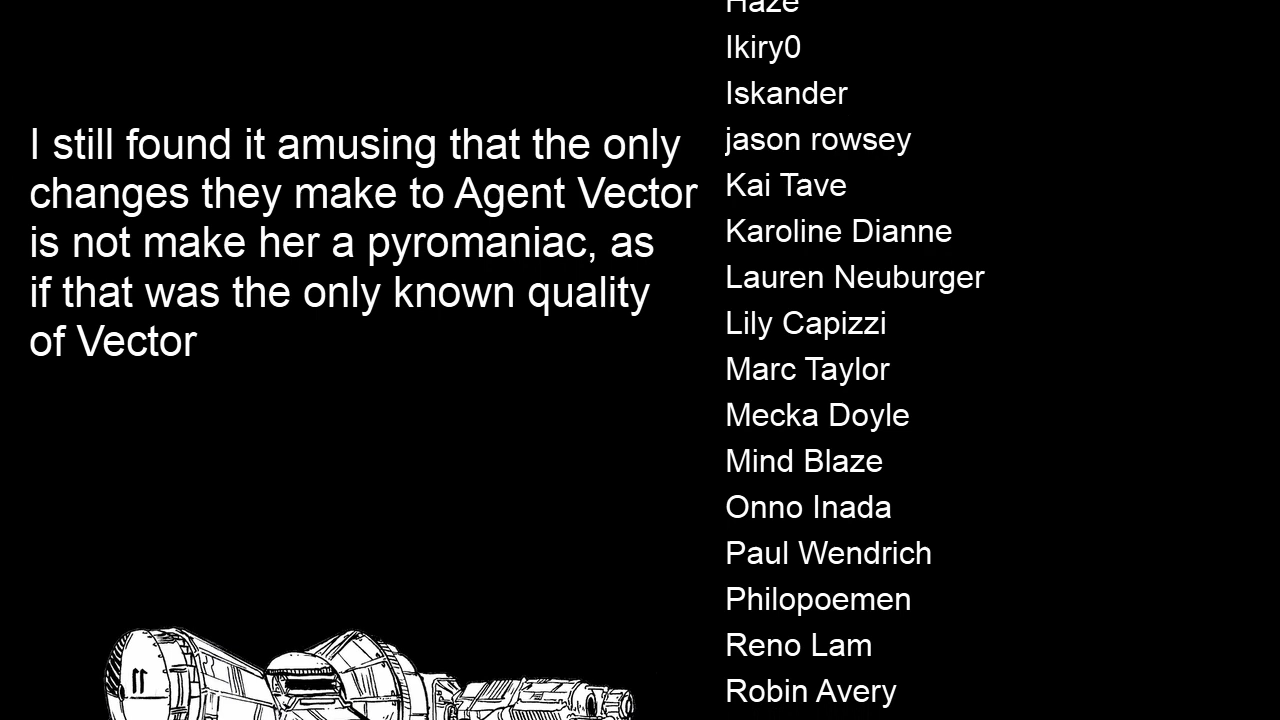 I still found it amusing that the only
changes they make to Agent Vector
is not make her a pyromaniac, as
if that was the only known quality
of Vector
Haze
Ikiry0
Iskander
jason rowsey
Kai Tave
Karoline Dianne
Lauren Neuburger
Lily Capizzi
Marc Taylor
Mecka Doyle
Mind Blaze
Onno Inada
Paul Wendrich
Philopoemen
Reno Lam
Robin Avery